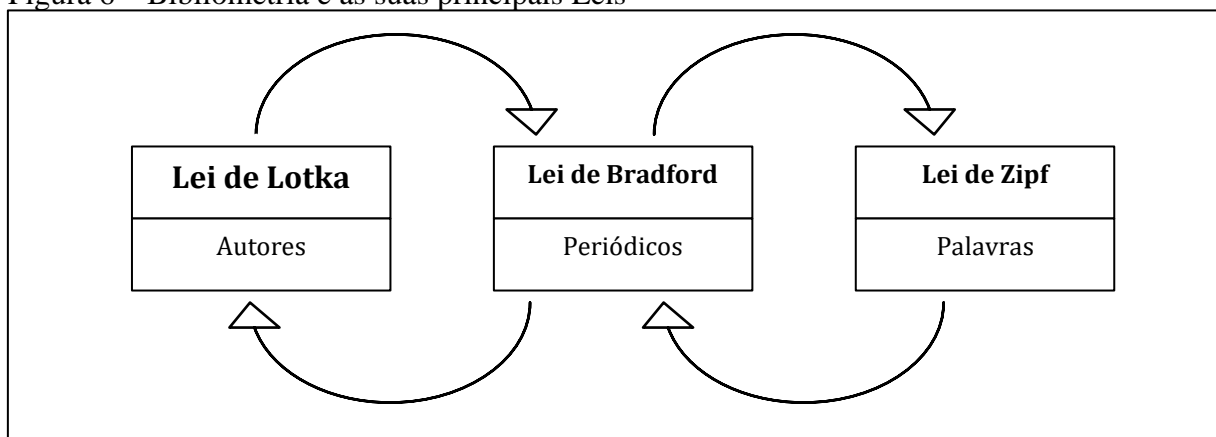 Figura 6 – Bibliometria e as suas principais Leis
Lei de Lotka
Autores
Lei de Bradford
Periódicos
Lei de Zipf
Palavras